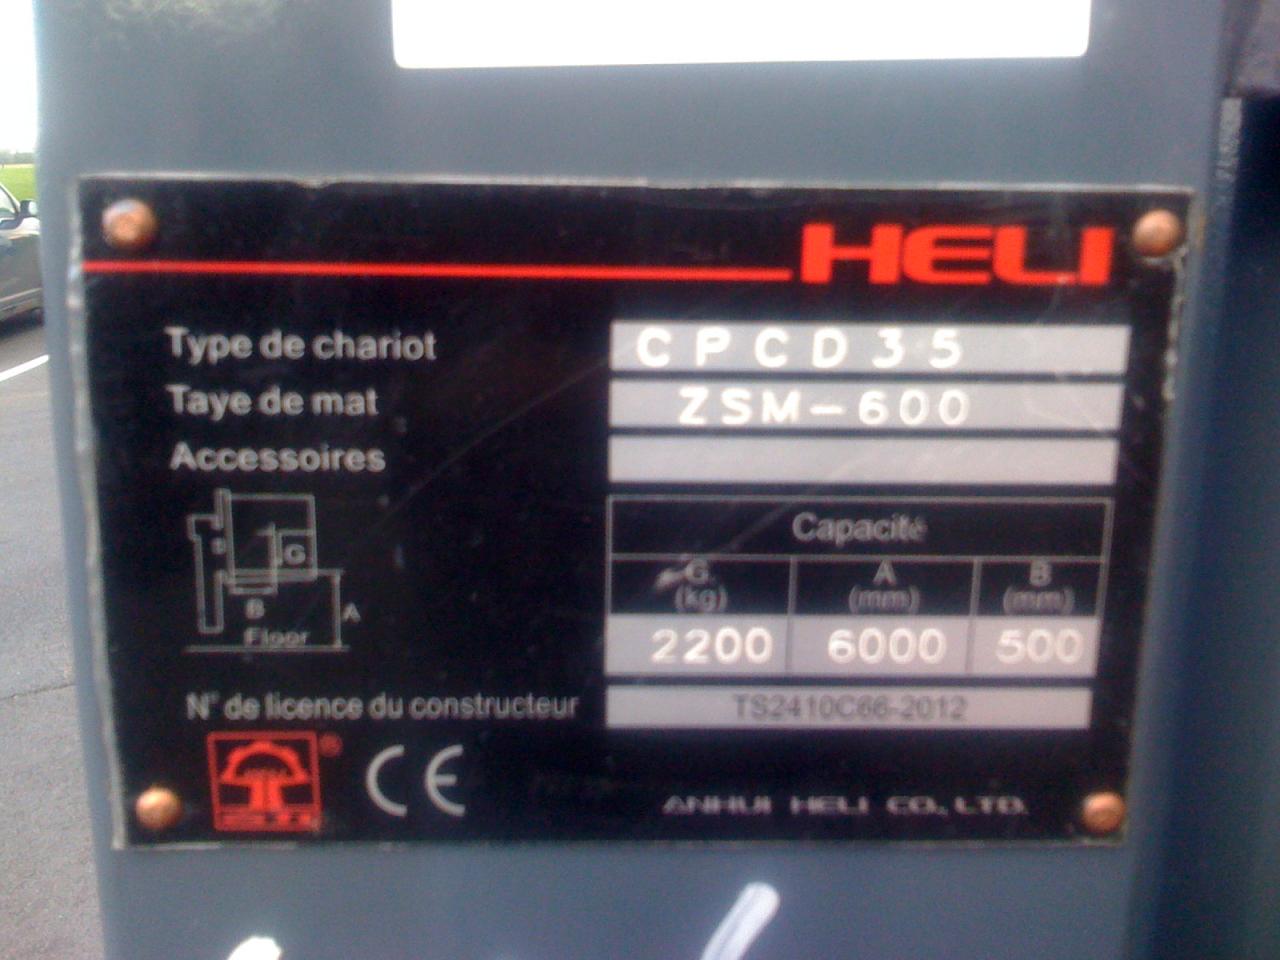 HELI
Type de chariot CPCD35
Taye de mat ZSM-600
Accessoires
Capacité
G. A B
(kg) (mm) (mm)
2200 6000 500
G
B
A
Floor
N° de licence du constructeur TS2410C66-2012
® CE ANHUI HELI CO., LTD.